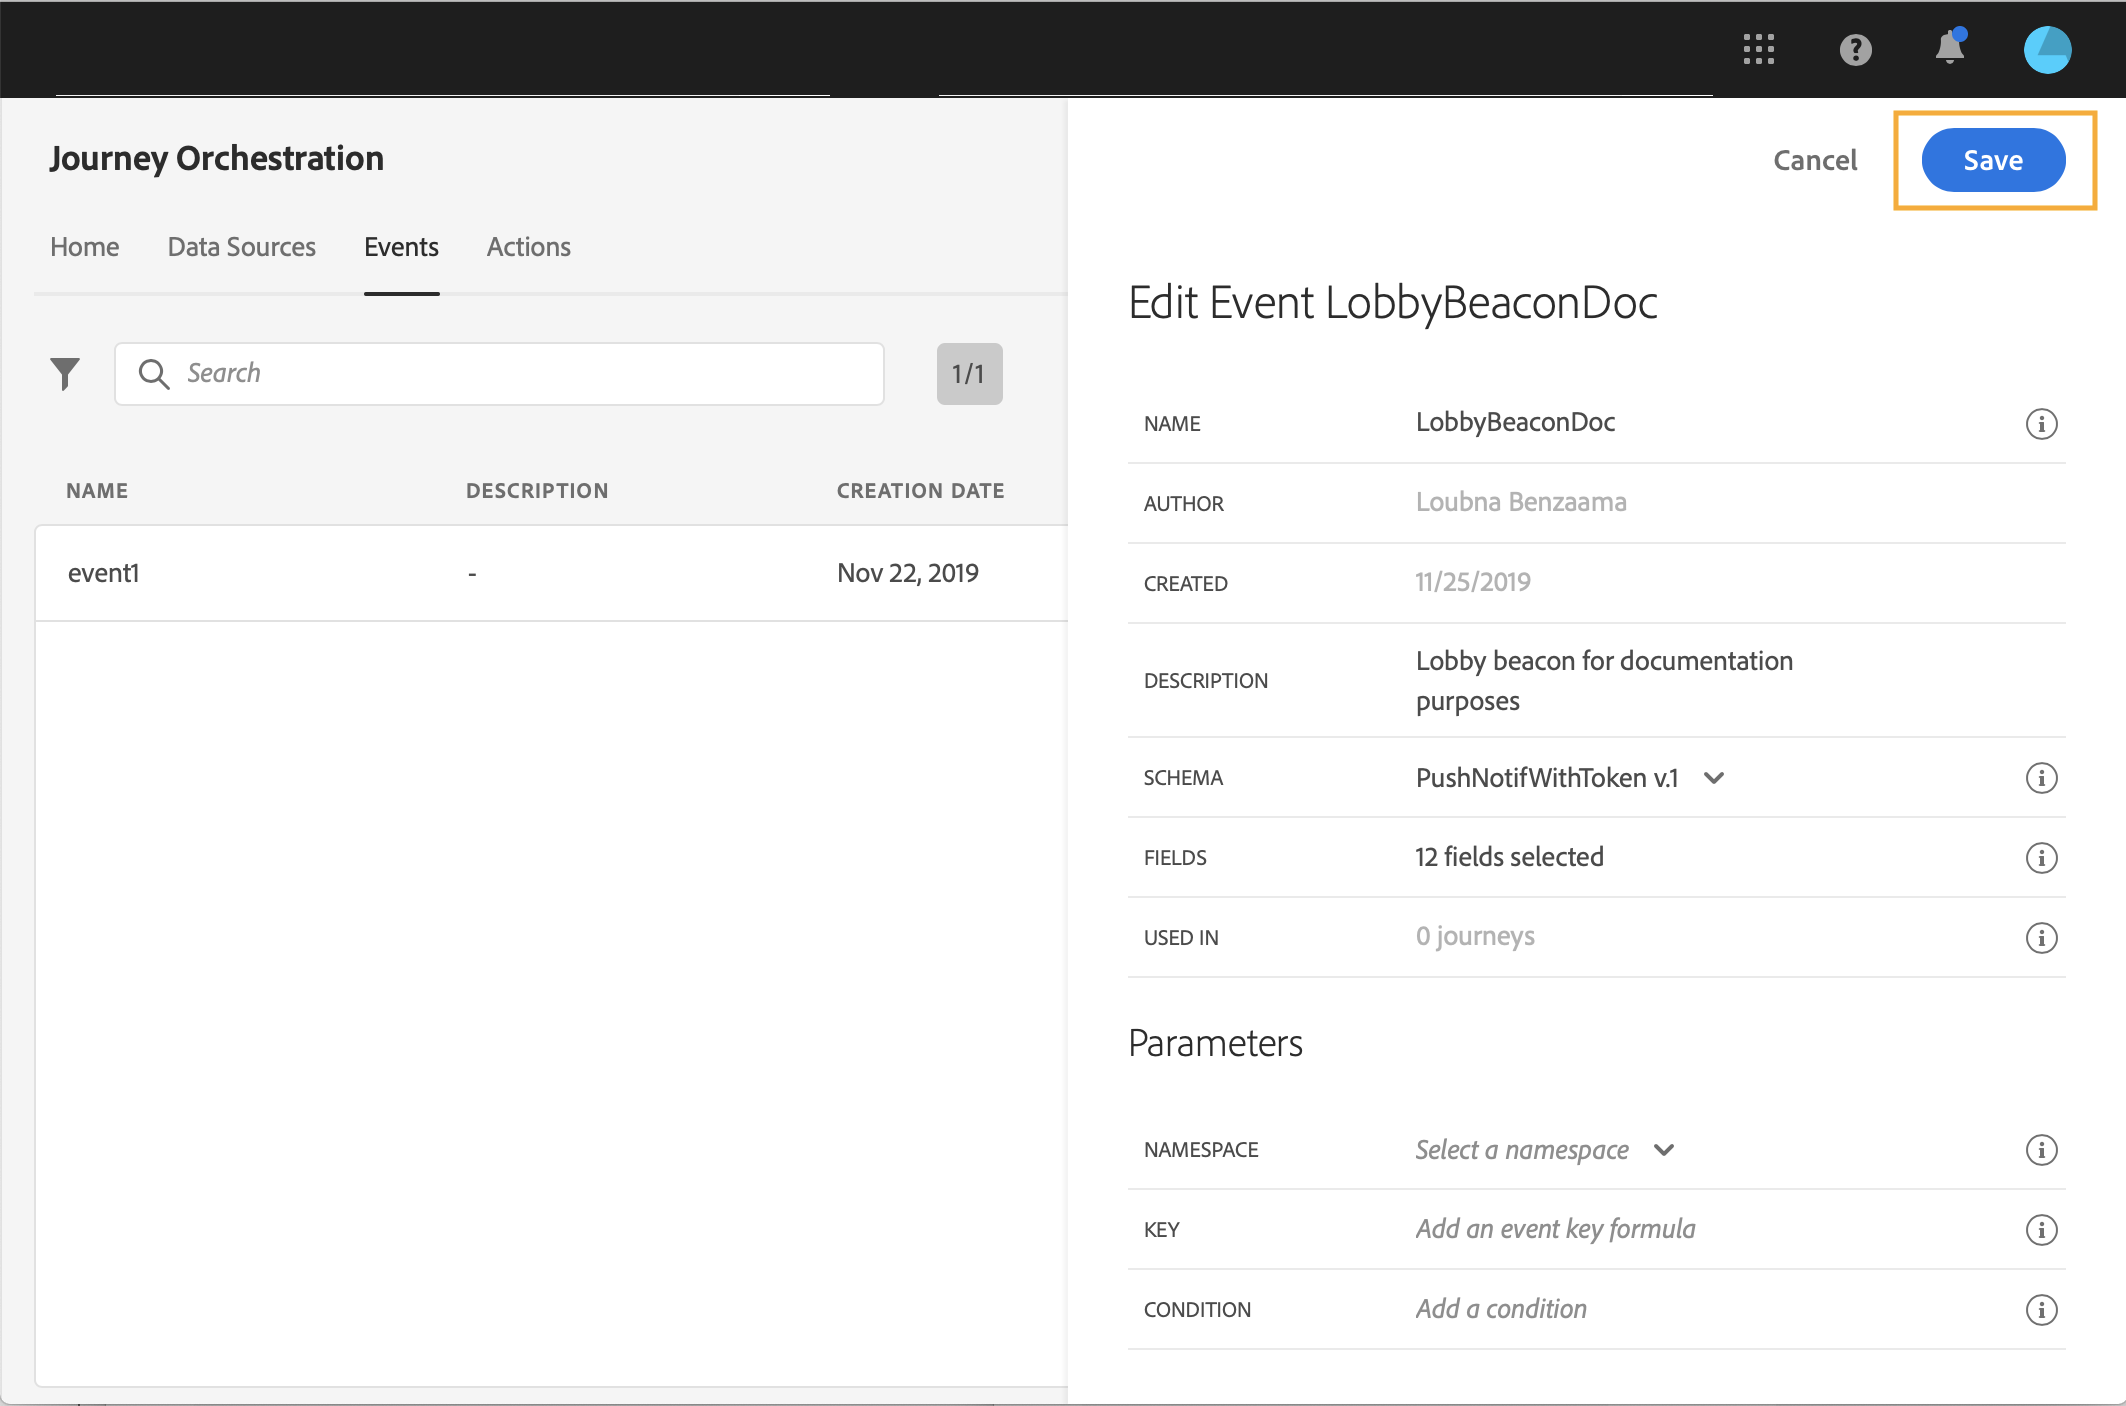 Journey Orchestration
Home Data Sources Events Actions
Search 1/1
NAME DESCRIPTION CREATION DATE
event1 - Nov 22, 2019
Cancel Save
Edit Event LobbyBeaconDoc
NAME LobbyBeaconDoc
AUTHOR Loubna Benzaama
CREATED 11/25/2019
DESCRIPTION Lobby beacon for documentation
purposes
SCHEMA PushNotifWithToken v.1
FIELDS 12 fields selected
USED IN 0 journeys
Parameters
NAMESPACE Select a namespace
KEY Add an event key formula
CONDITION Add a condition